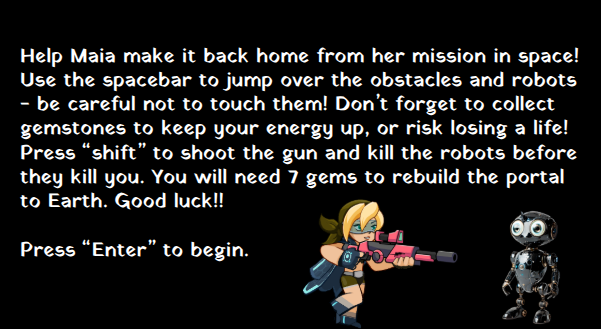 Help Maia make it back home from her mission in space!
Use the spacebar to jump over the obstacles and robots
- be careful not to touch them! Don't forget to collect
gemstones to keep your energy up, or risk losing a life!
Press “shift” to shoot the gun and kill the robots before
they kill you. You will need 7 gems to rebuild the portal
to Earth. Good luck!!
Press “Enter” to begin.